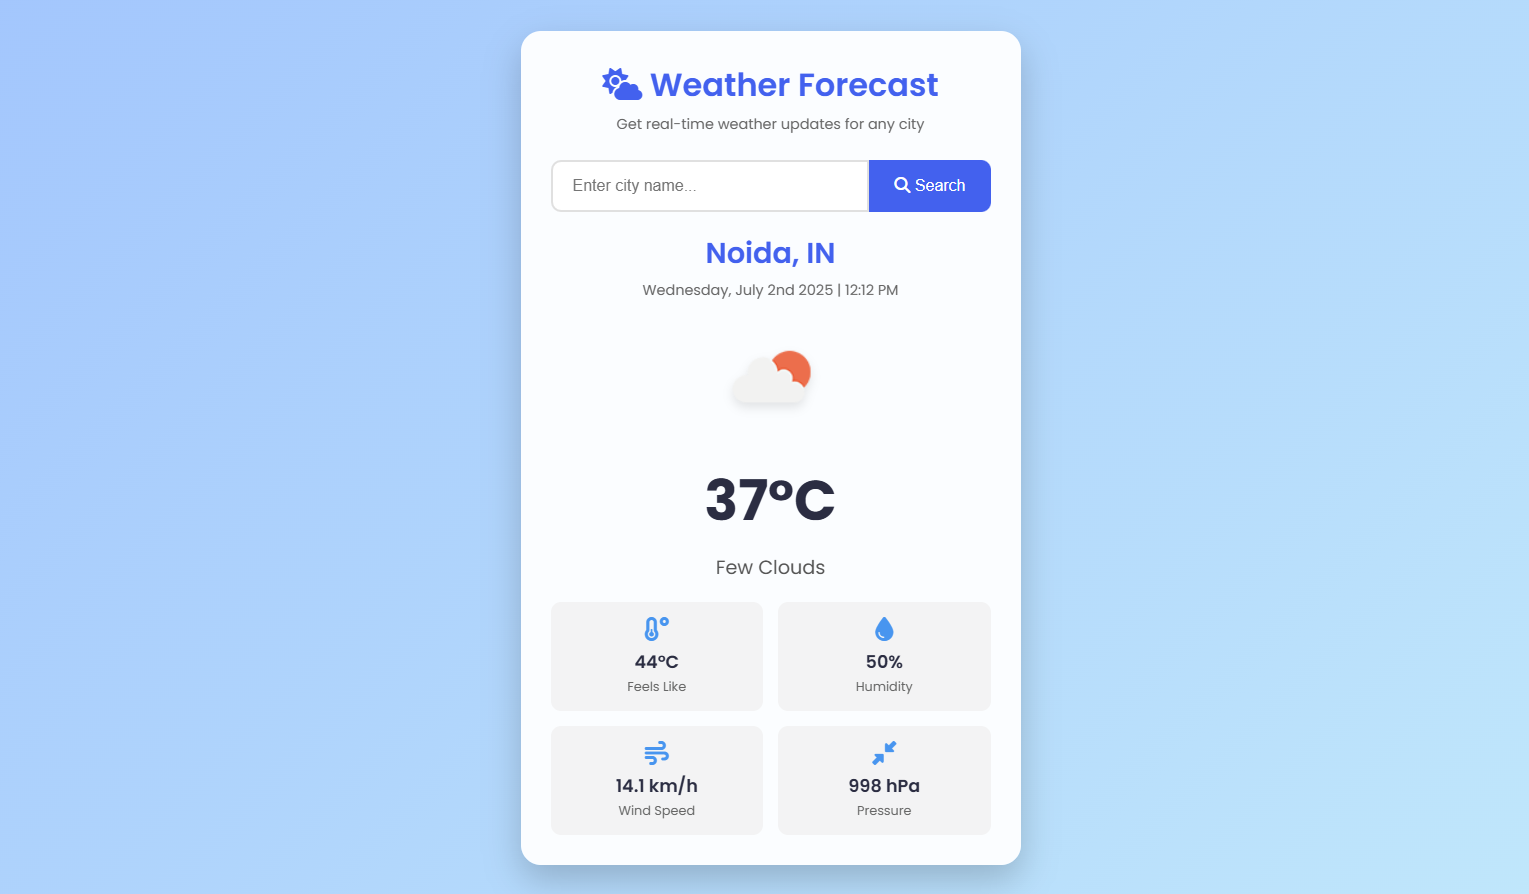 Weather Forecast
Get real-time weather updates for any city
Enter city name...
Search
Noida, IN
Wednesday, July 2nd 2025 | 12:12 PM
37°C
Few Clouds
44°C
Feels Like
50%
Humidity
14.1 km/h
Wind Speed
998 hPa
Pressure